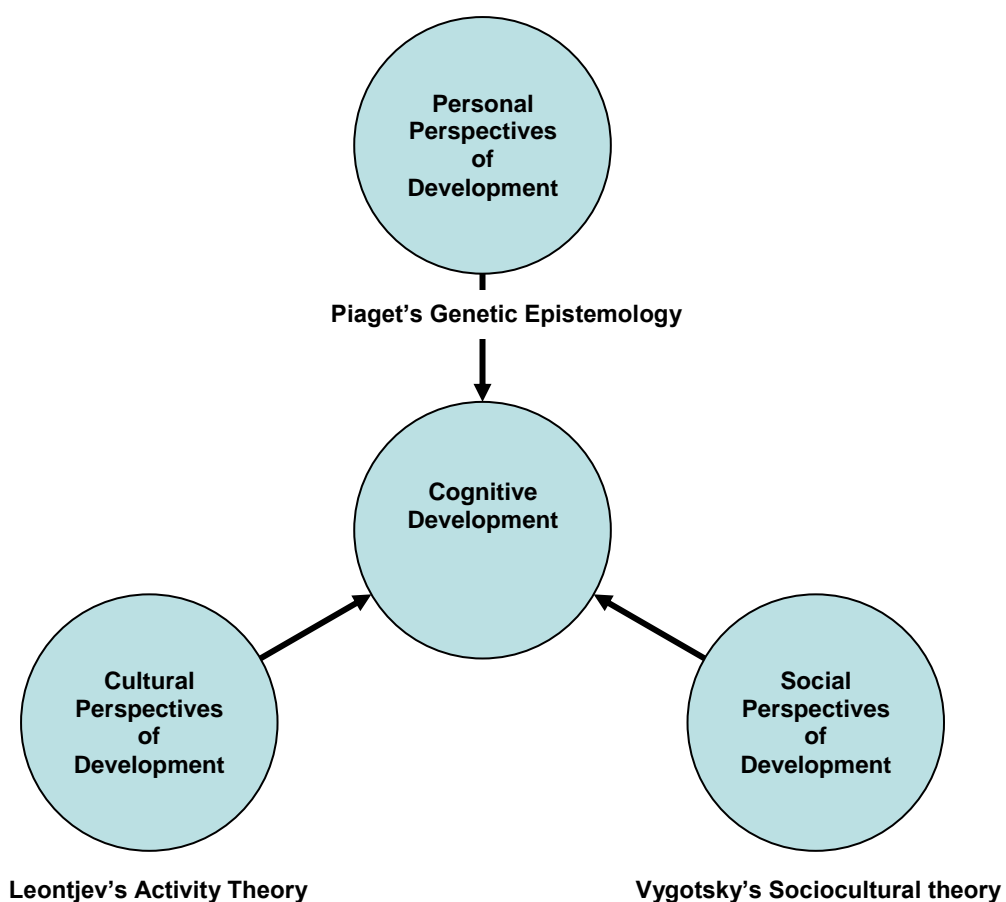 Personal
Perspectives
of
Development
Piaget’s Genetic Epistemology
Cognitive
Development
Cultural
Perspectives
of
Development
Social
Perspectives
of
Development
Leontjev’s Activity Theory
Vygotsky’s Sociocultural theory